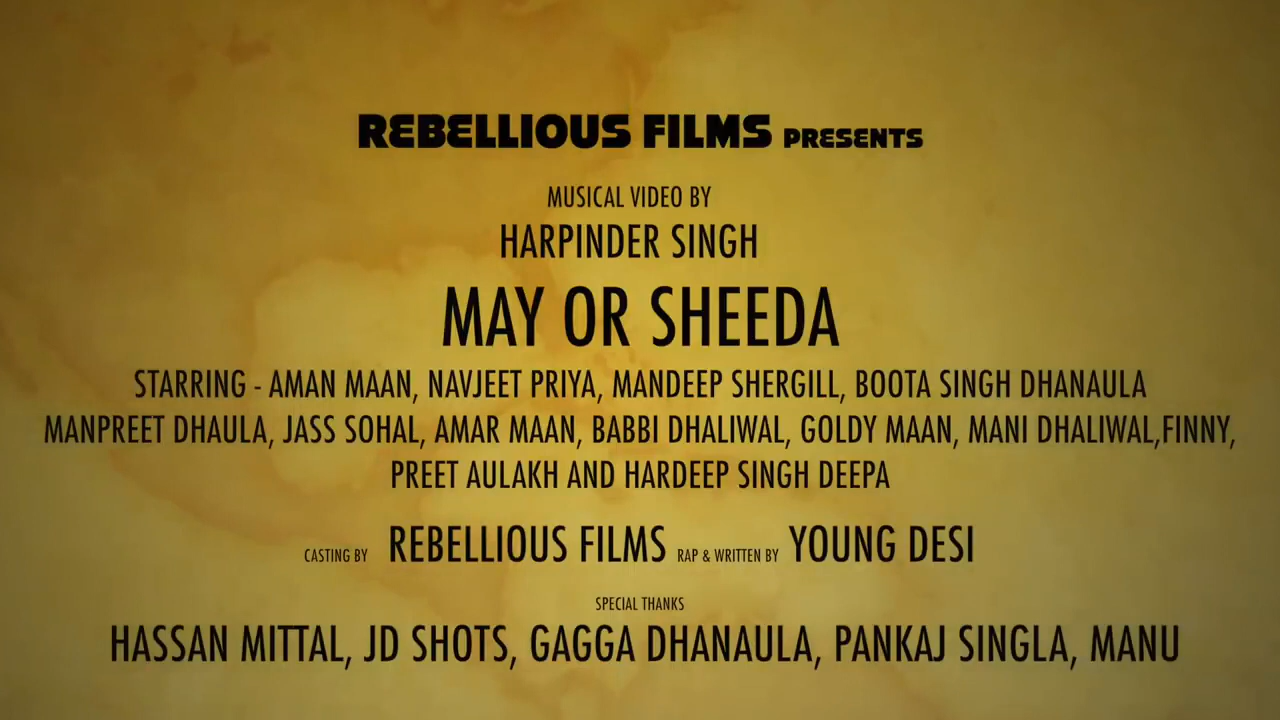 REBELLIOUS FILMS PRESENTS
MUSICAL VIDEO BY
HARPINDER SINGH
MAY OR SHEEDA
STARRING - AMAN MAAN, NAVJEET PRIYA, MANDEEP SHERGILL, BOOTA SINGH DHANAULA
MANPREET DHAULA, JASS SOHAL, AMAR MAAN, BABBI DHALIWAL, GOLDY MAAN, MANI DHALIWAL,FINNY,
PREET AULAKH AND HARDEEP SINGH DEEPA
CASTING BY REBELLIOUS FILMS RAP & WRITTEN BY YOUNG DESI
SPECIAL THANKS
HASSAN MITTAL, JD SHOTS, GAGGA DHANAULA, PANKAJ SINGLA, MANU